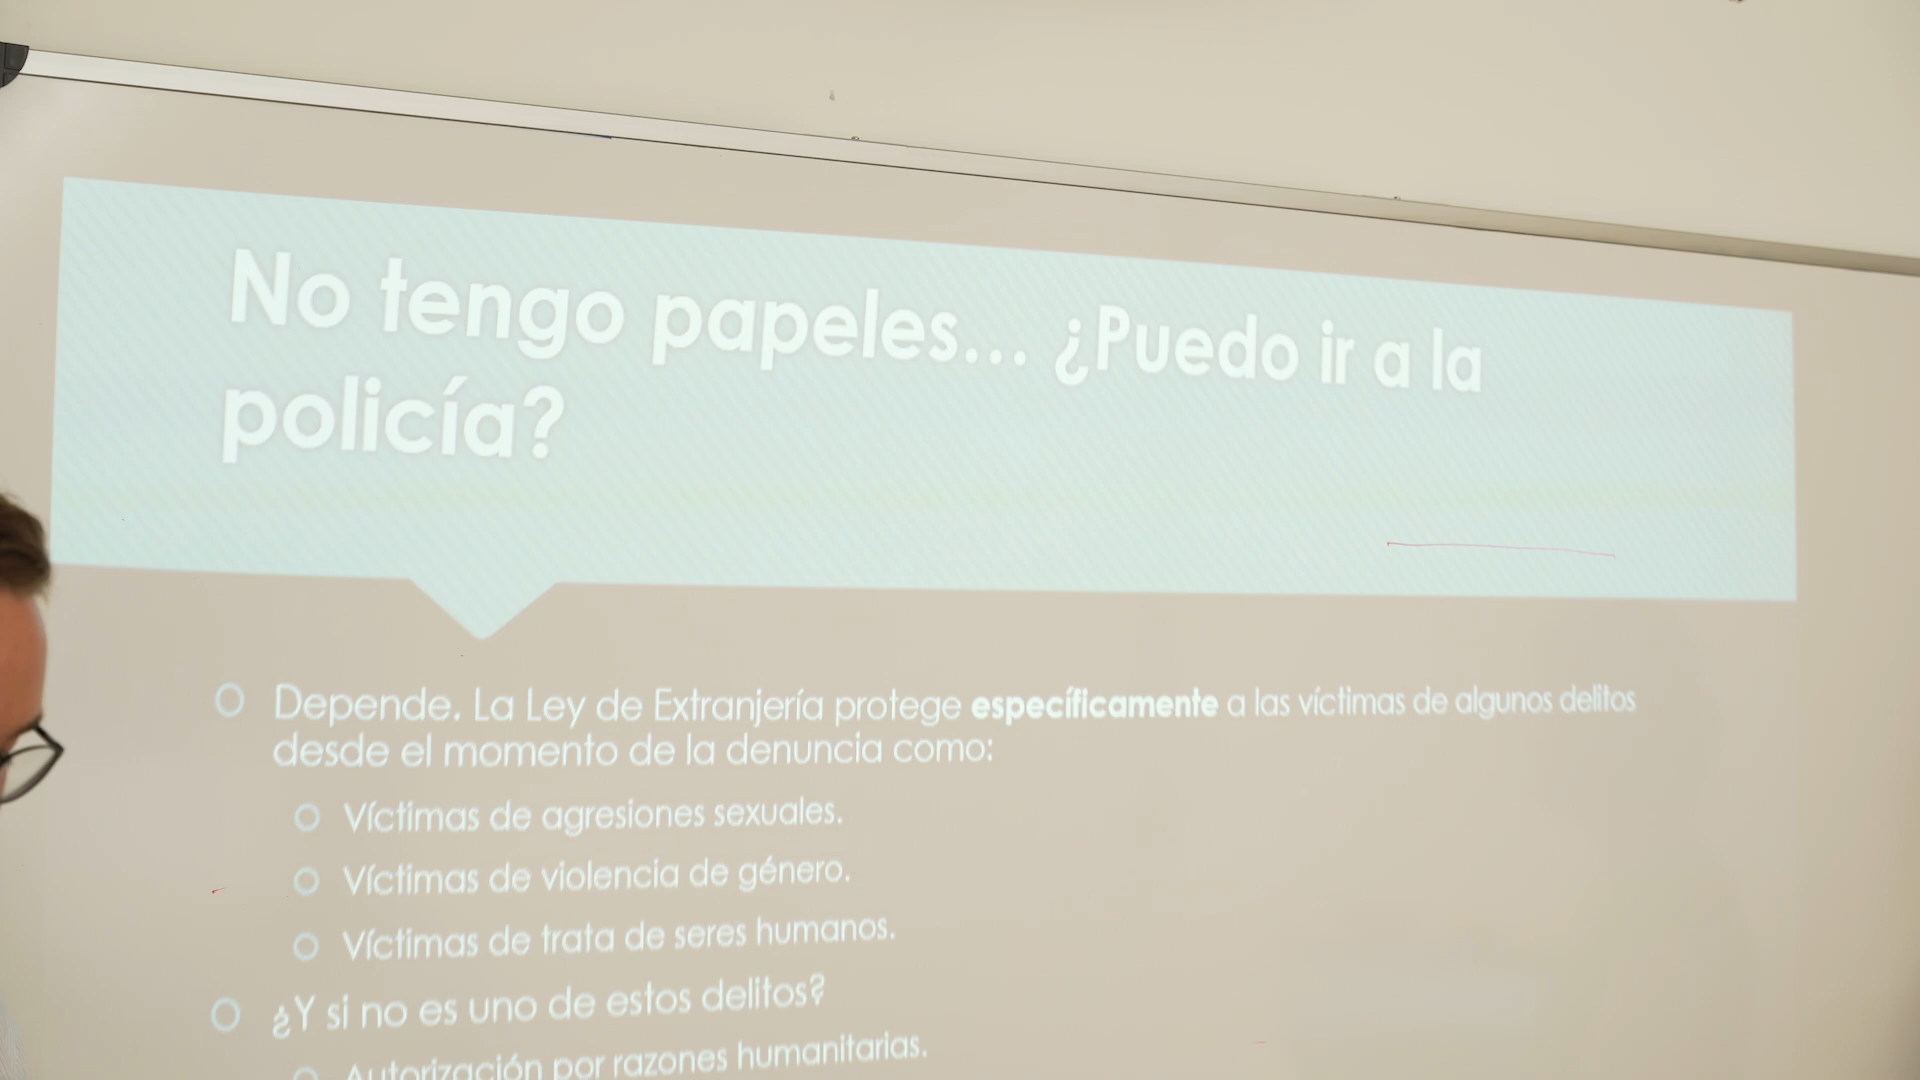 No tengo papeles... ¿Puedo ir a la
policía?
Depende. La Ley de Extranjería protege específicamente a las víctimas de algunos delitos
desde el momento de la denuncia como:
Víctimas de agresiones sexuales.
Víctimas de violencia de género.
Víctimas de trata de seres humanos.
¿Y si no es uno de estos delitos?
Autorización por razones humanitarias.